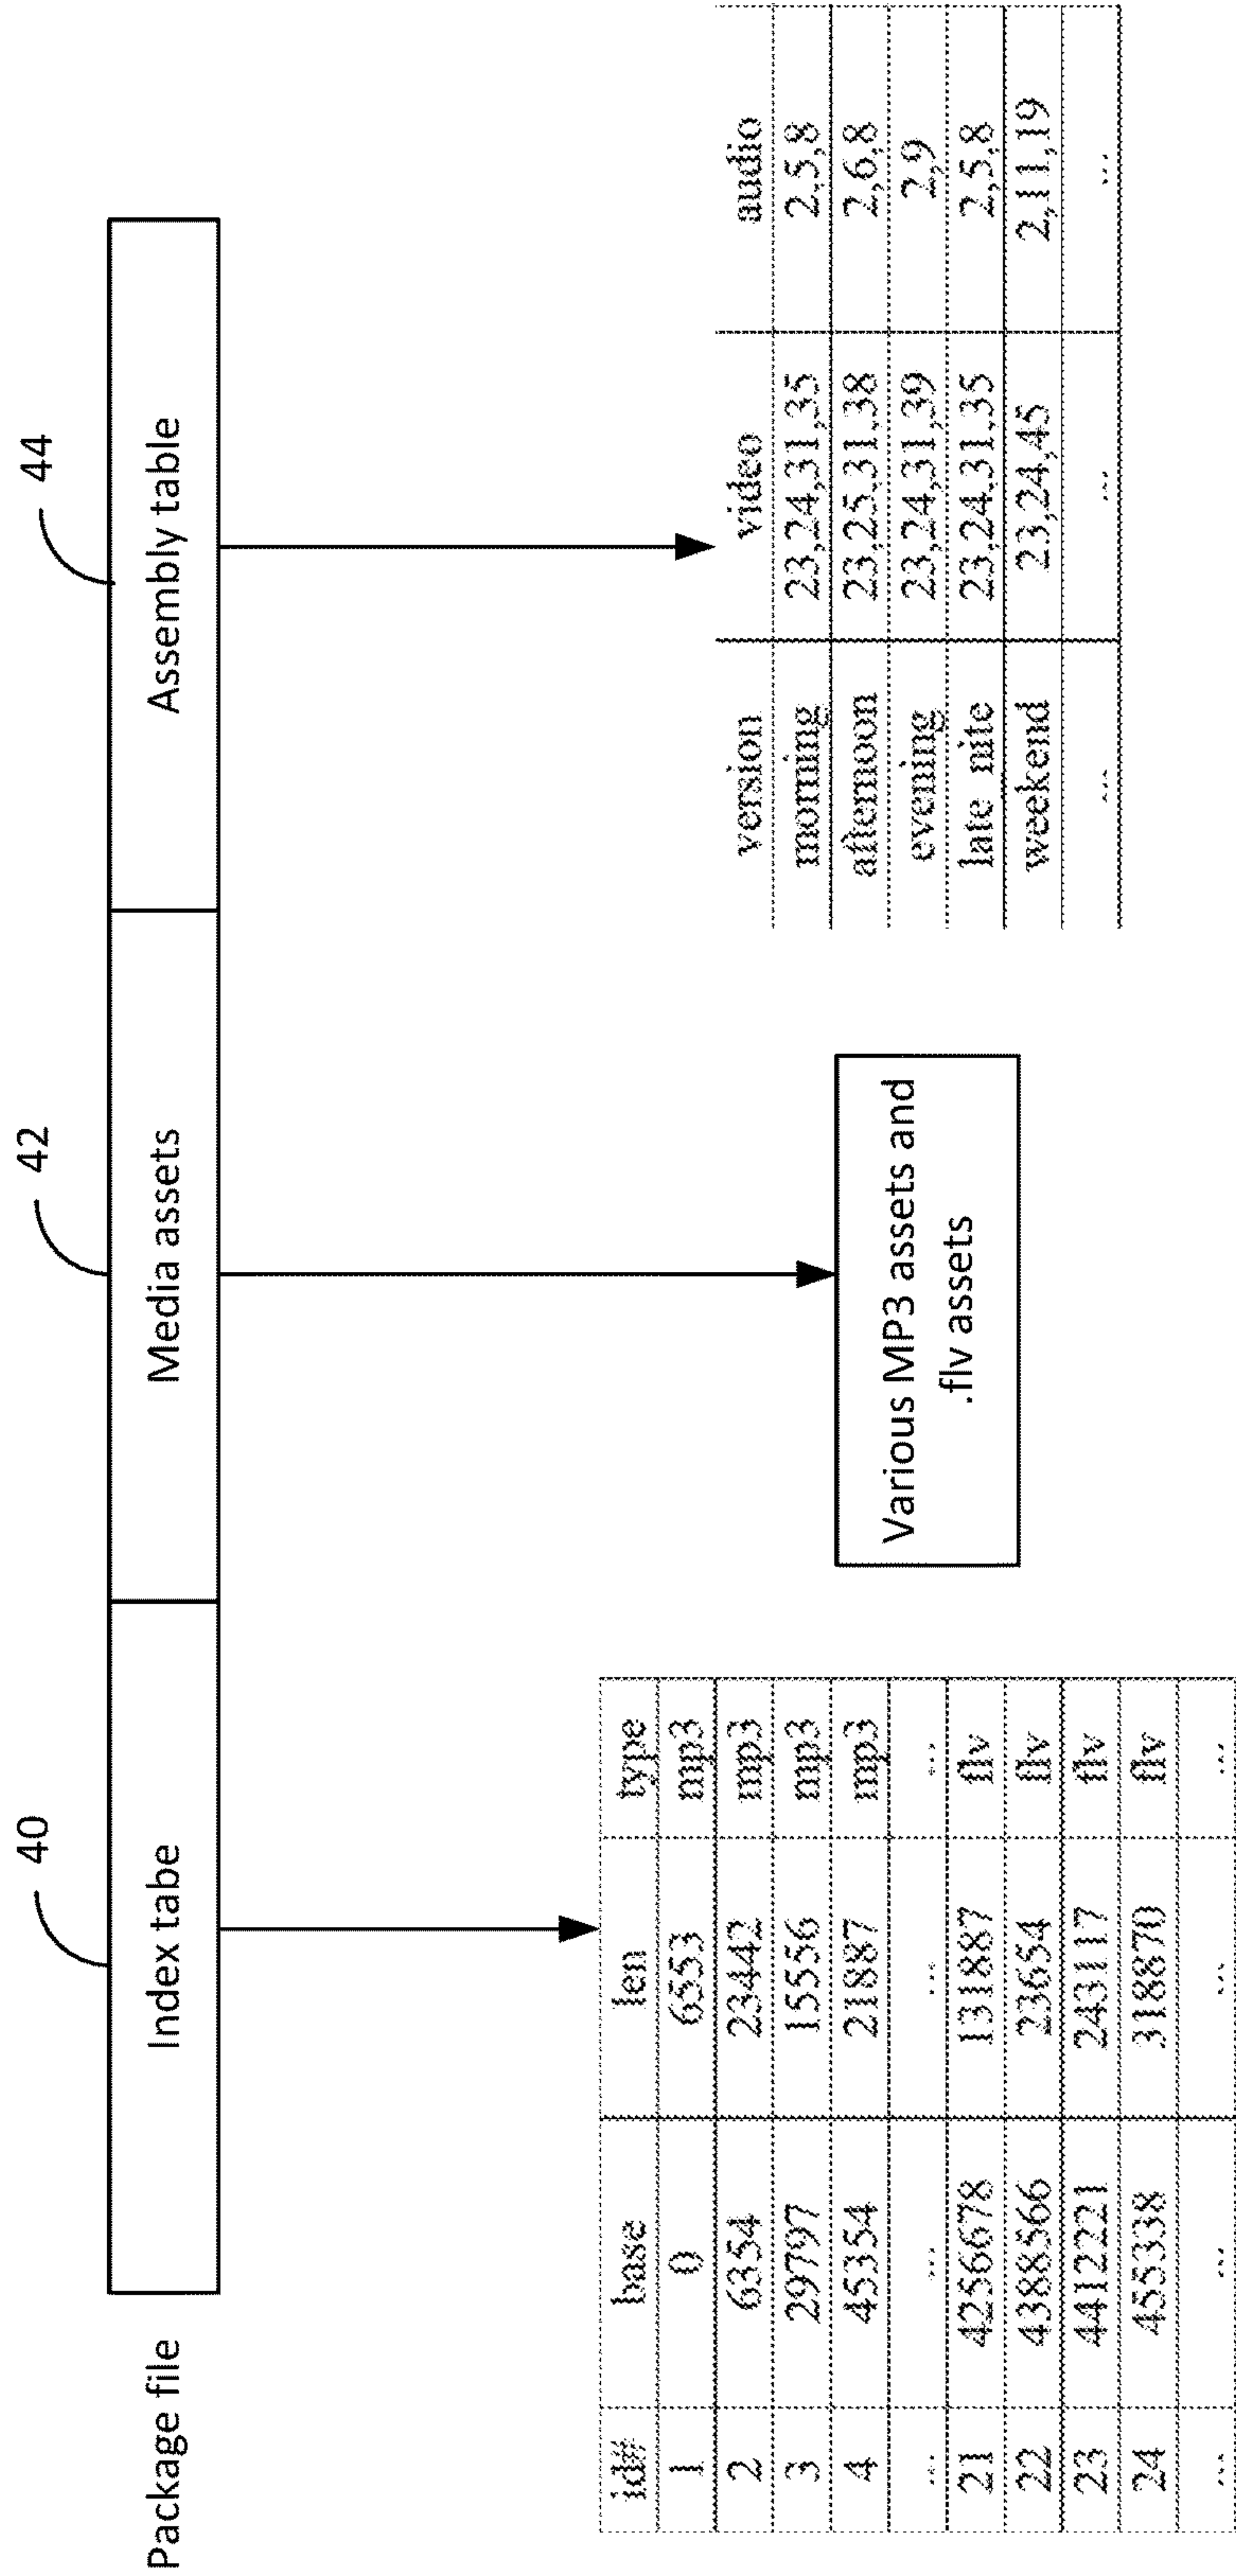 40
42
44
Package file
Index tabe
Media assets
Assembly table
id# base len type
1 0 6553 mp3
2 6354 23442 mp3
3 29797 15556 mp3
4 45354 21887 mp3
... ... ... ...
21 4256678 131887 flv
22 4388566 23654 flv
23 4412221 243117 flv
24 455338 318870 flv
... ... ... ...
Various MP3 assets and
.flv assets
version video audio
morning 23,24,31,35 2,5,8
afternoon 23,25,31,38 2,6,8
evening 23,24,31,39 2,9
late nite 23,24,31,35 2,5,8
weekend 23,24,45 2,11,19
... ... ...